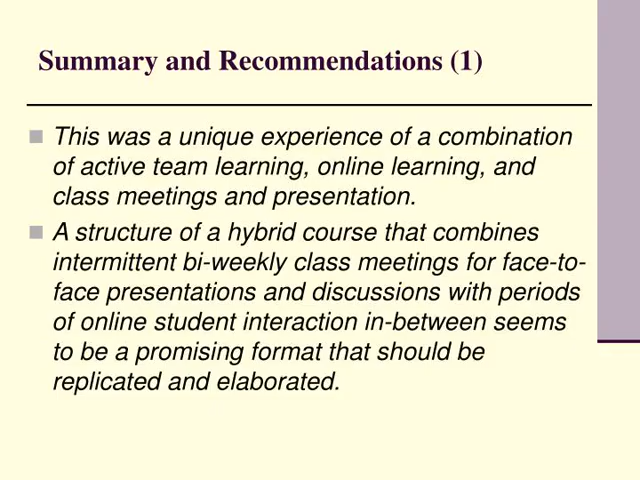 Summary and Recommendations (1)
This was a unique experience of a combination
of active team learning, online learning, and
class meetings and presentation.
A structure of a hybrid course that combines
intermittent bi-weekly class meetings for face-to-
face presentations and discussions with periods
of online student interaction in-between seems
to be a promising format that should be
replicated and elaborated.